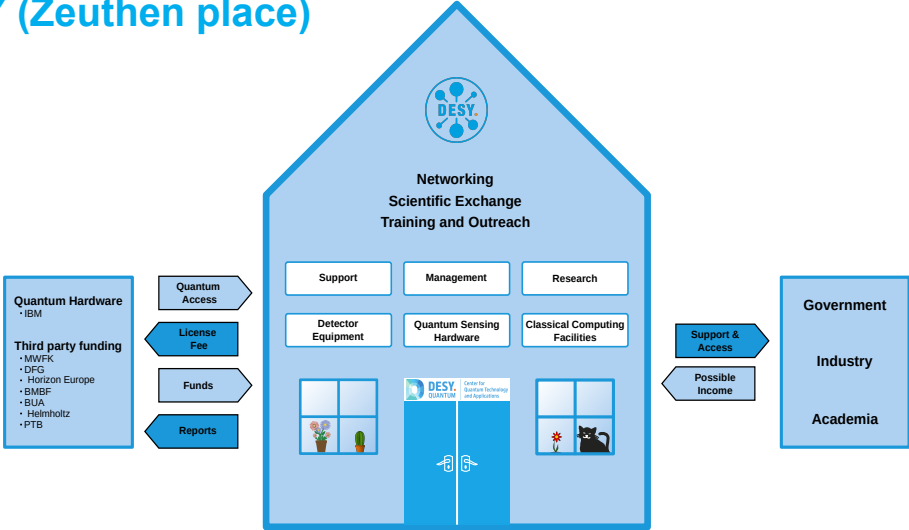 (Zeuthen place)
DESY.
Networking
Scientific Exchange
Training and Outreach
Support
Management
Research
Detector
Equipment
Quantum Sensing
Hardware
Classical Computing
Facilities
DESY.
QUANTUM
Center for
Quantum Technology
and Applications
Quantum Hardware
· IBM
Third party funding
· MWFK
· DFG
· Horizon Europe
· BMBF
· BUA
· Helmholtz
· PTB
Quantum
Access
License
Fee
Funds
Reports
Support &
Access
Possible
Income
Government
Industry
Academia